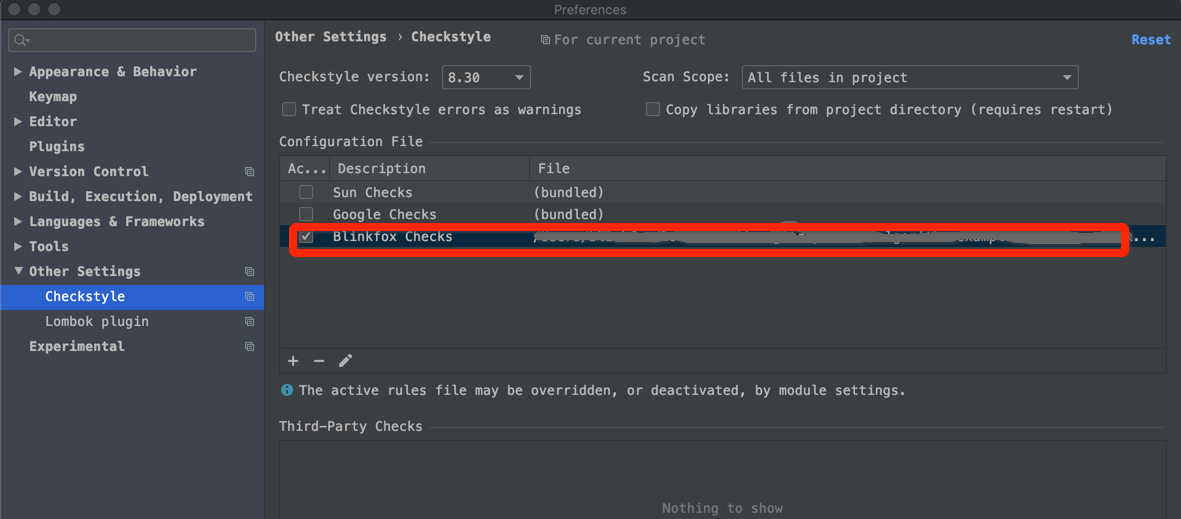 Preferences
Other Settings › Checkstyle
For current project
Reset
Appearance & Behavior
Keymap
Editor
Plugins
Version Control
Build, Execution, Deployment
Languages & Frameworks
Tools
Other Settings
Checkstyle
Lombok plugin
Experimental
Checkstyle version: 8.30
Scan Scope: All files in project
Treat Checkstyle errors as warnings
Copy libraries from project directory (requires restart)
Configuration File
Ac... Description File
Sun Checks (bundled)
Google Checks (bundled)
Blinkfox Checks
The active rules file may be overridden, or deactivated, by module settings.
Third-Party Checks
Nothing to show